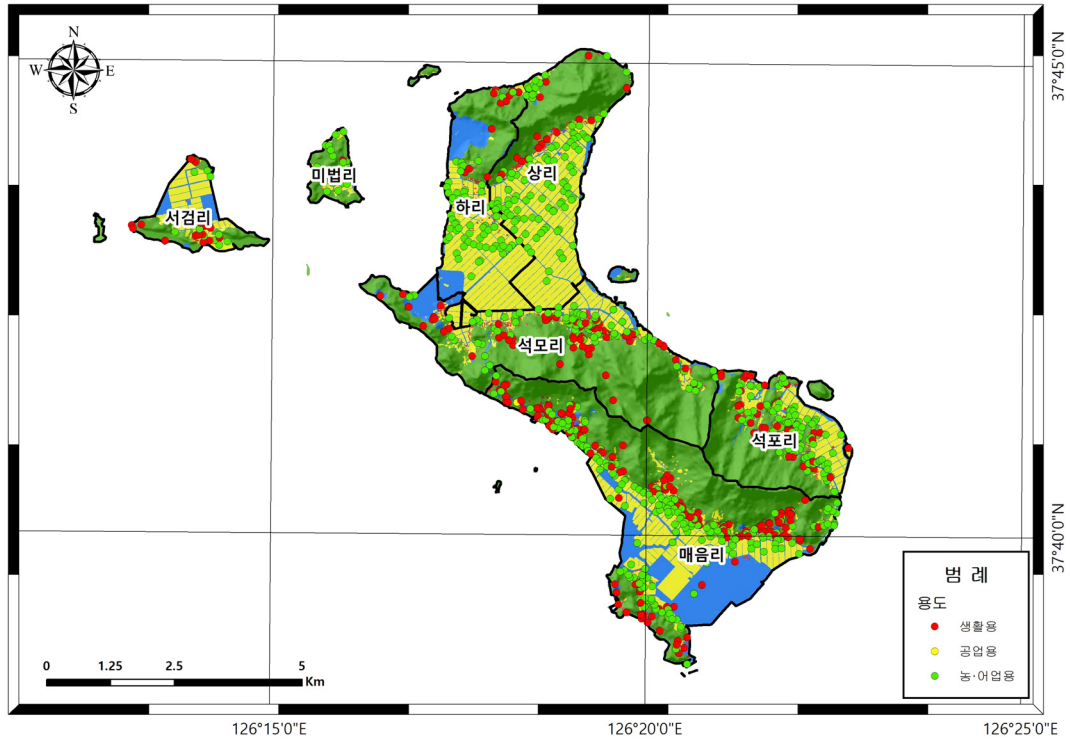 N
W E
S
37°45'0"N
상리
미법리
하리
서검리
석모리
석포리
37°40'0"N
매음리
범 례
용도
생활용
공업용
농·어업용
0 1.25 2.5 5
Km
126°15'0"E 126°20'0"E 126°25'0"E